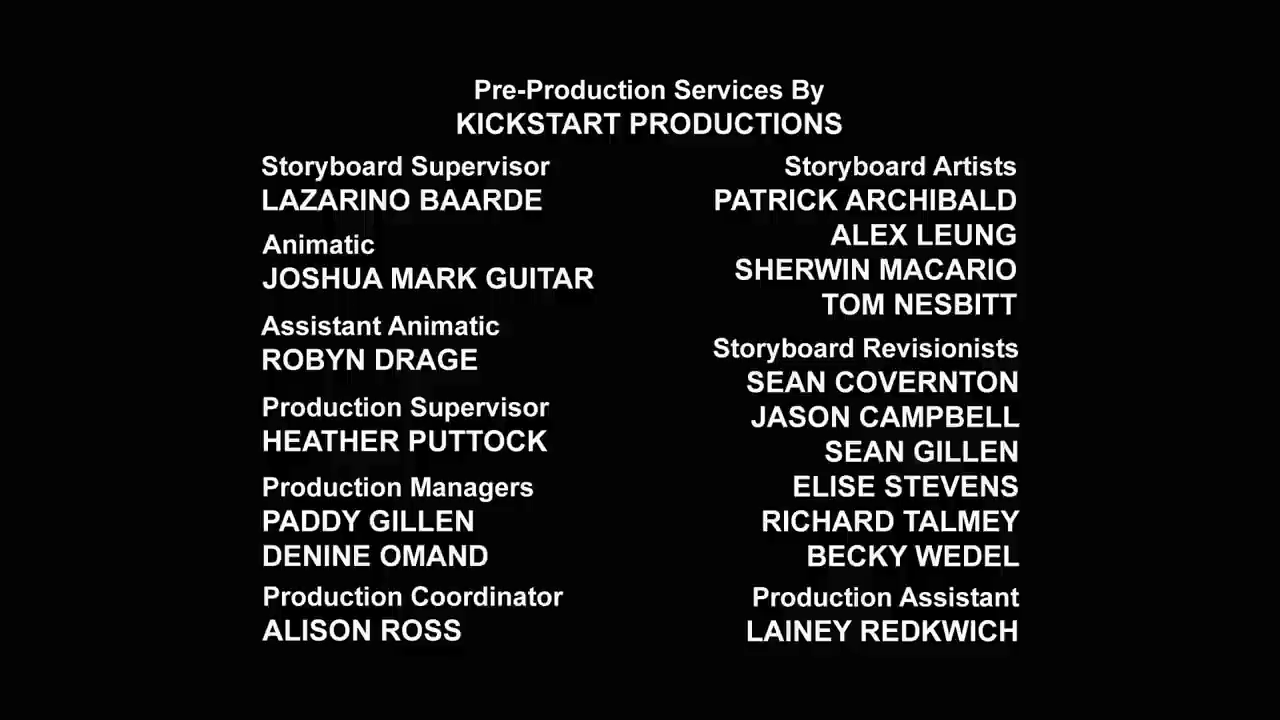 Pre-Production Services By
KICKSTART PRODUCTIONS
Storyboard Supervisor
LAZARINO BAARDE
Animatic
JOSHUA MARK GUITAR
Assistant Animatic
ROBYN DRAGE
Production Supervisor
HEATHER PUTTOCK
Production Managers
PADDY GILLEN
DENINE OMAND
Production Coordinator
ALISON ROSS
Storyboard Artists
PATRICK ARCHIBALD
ALEX LEUNG
SHERWIN MACARIO
TOM NESBITT
Storyboard Revisionists
SEAN COVERNTON
JASON CAMPBELL
SEAN GILLEN
ELISE STEVENS
RICHARD TALMEY
BECKY WEDEL
Production Assistant
LAINEY REDKWICH